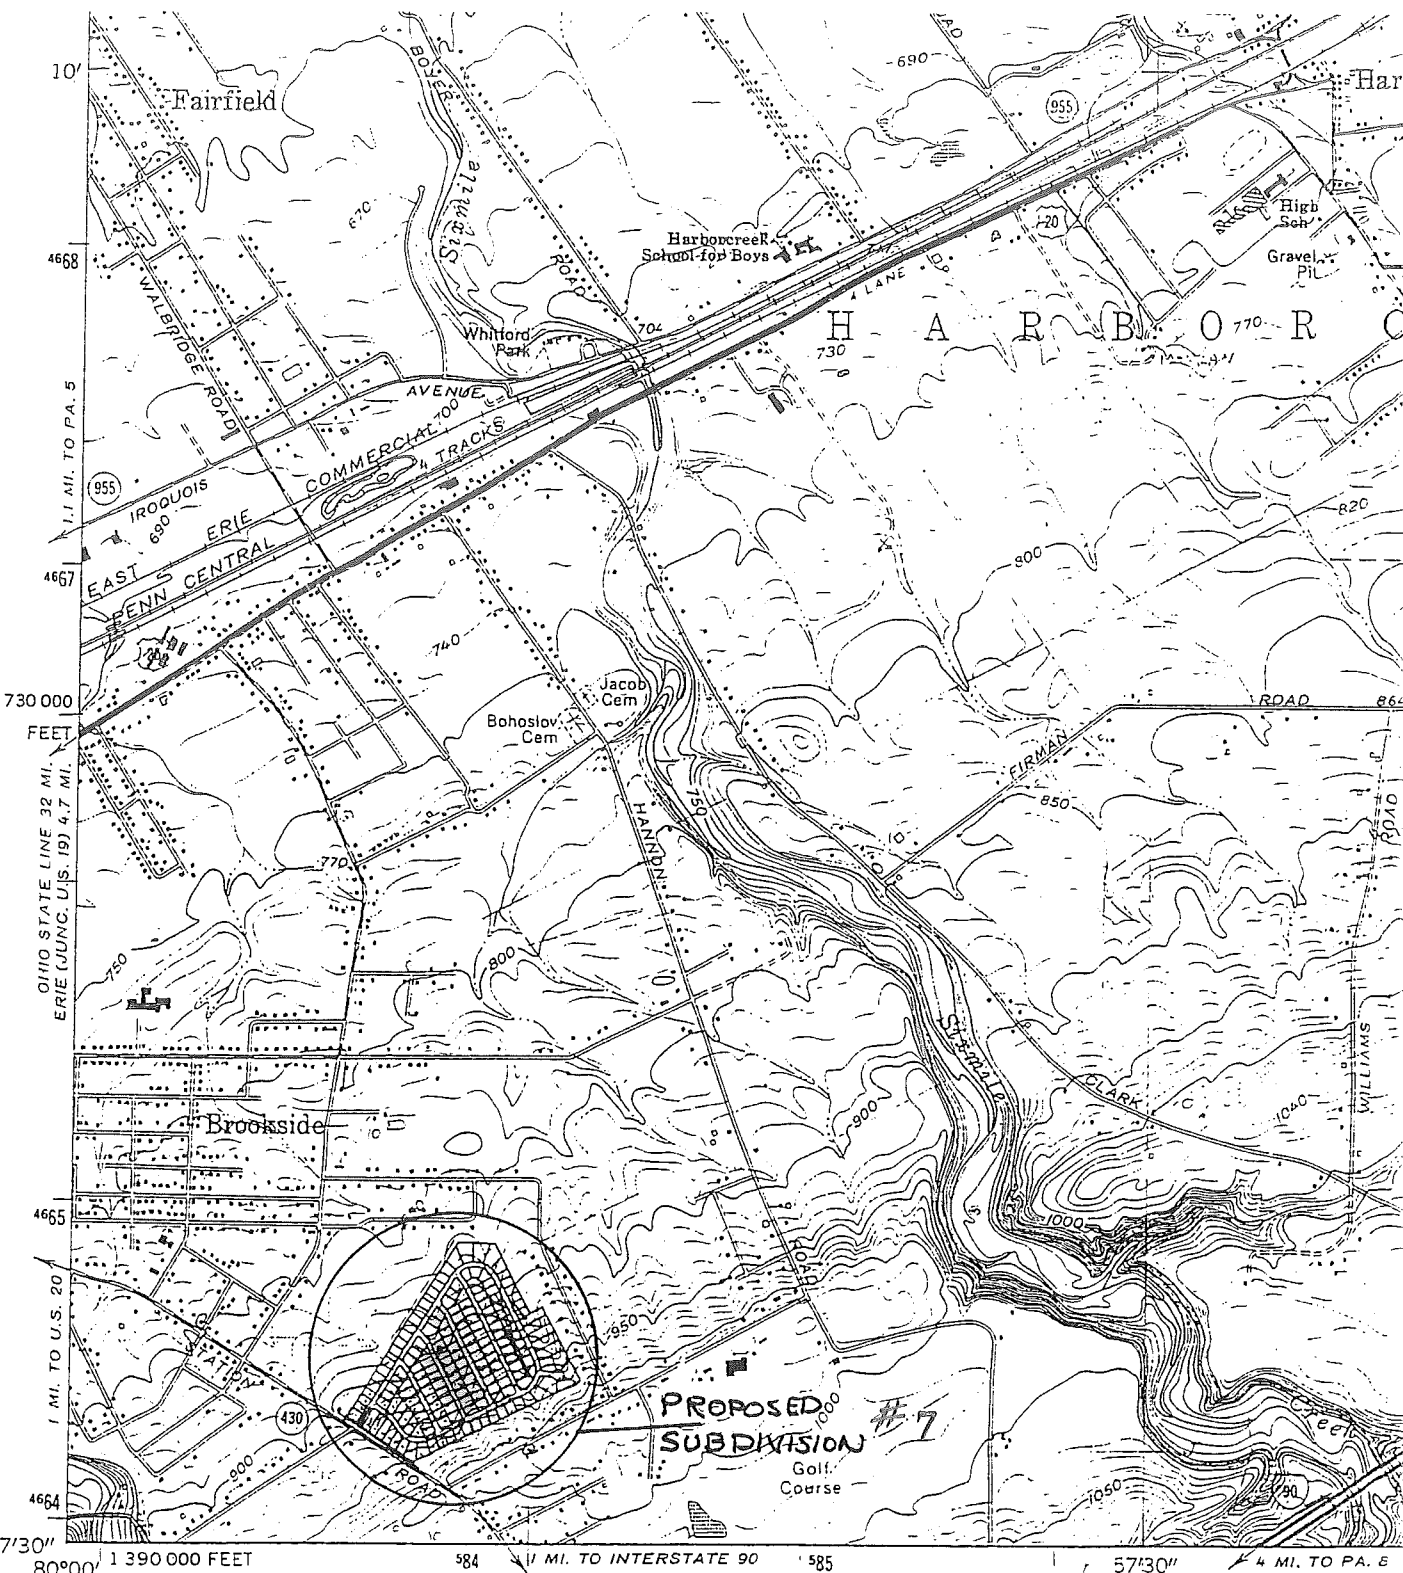 10'
Fairfield
BOYER
Sixmile
690
955
Har
670
4668
Harborcreek
School for Boys
High
Sch
20
Gravel
Pit
WALBRIDGE ROAD
ROAD
4 LANE
H A R B O R C
704
730
770
Whitford
Park
AVENUE
700
1.1 MI. TO PA. 5
955
IROQUOIS
690
EAST ERIE COMMERCIAL
PENN CENTRAL 4 TRACKS
4667
820
800
740
730 000
FEET
Jacob
Cem
Bohoslov
Cem
ROAD
864
FIRMAN
850
ROAD
OHIO STATE LINE 32 MI.
ERIE (JUNC. U.S. 19) 4.7 MI.
750
HANNON
770
750
800
Sixmile
WILLIAMS
CLARK
1040
900
Brookside
4665
1000
ROAD
1 MI. TO U.S. 20
950
STATION
430
ROAD
900
PROPOSED
SUBDIVISION
#7
1000
Golf
Course
Creek
1050
90
4664
7'30"
80°00'
1 390 000 FEET
584
1 MI. TO INTERSTATE 90
585
57'30"
4 MI. TO PA. 8